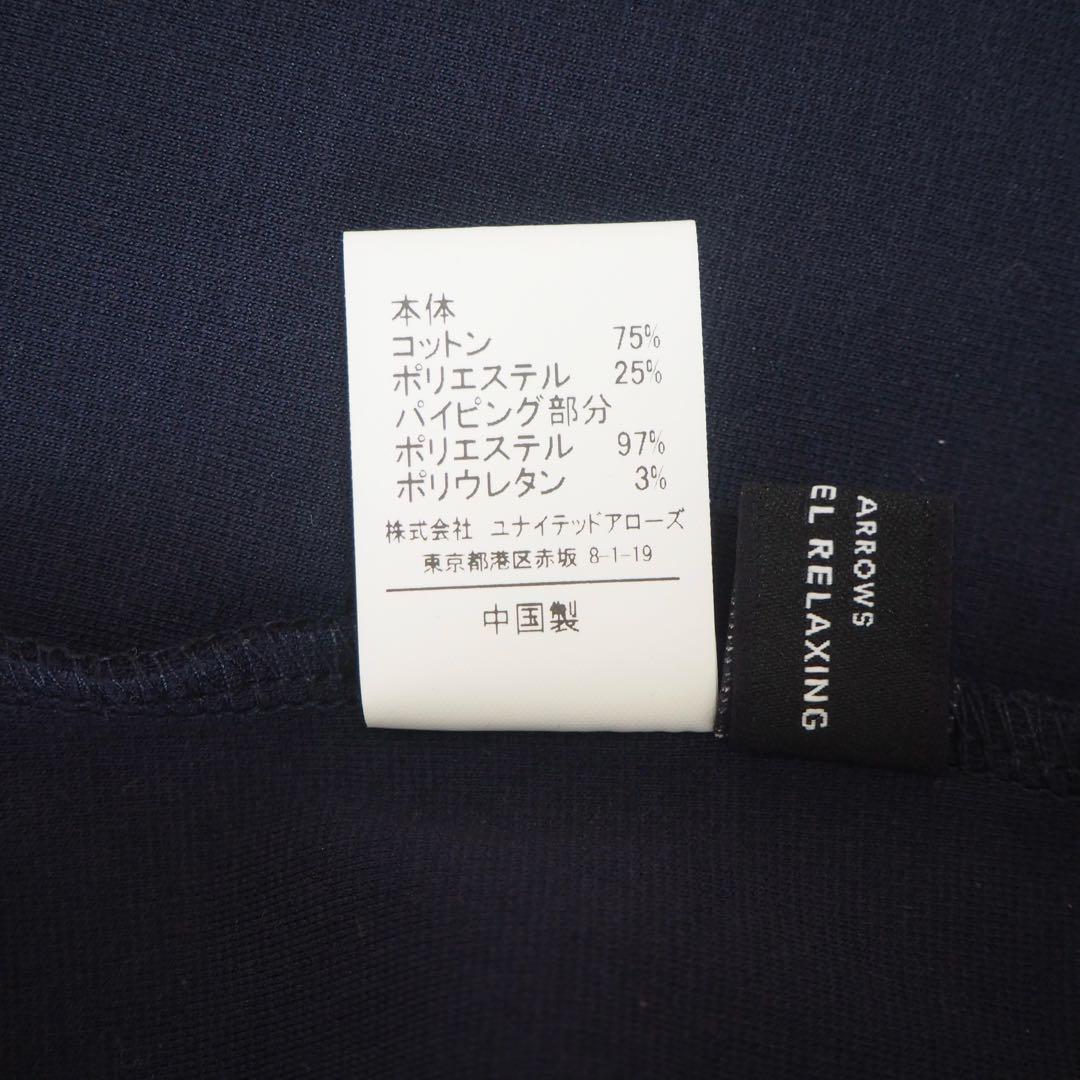 本体
コットン 75%
ポリエステル 25%
パイピング部分
ポリエステル 97%
ポリウレタン 3%
株式会社 ユナイテッドアローズ
東京都港区赤坂 8-1-19
中国製
ARROWS
EL RELAXING